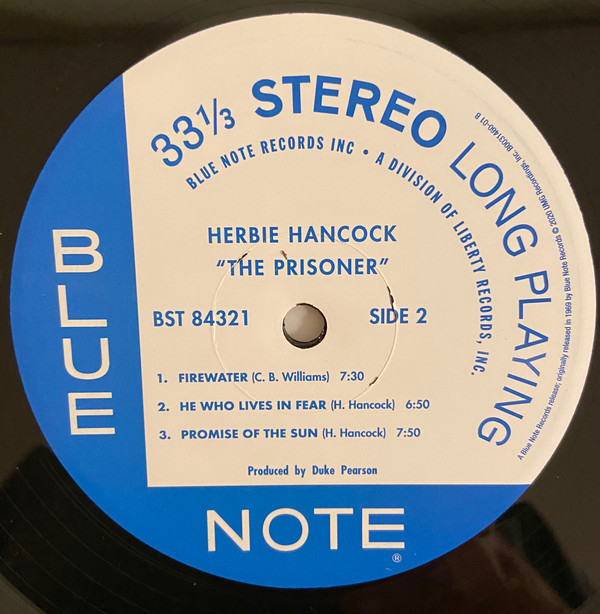 33⅓ STEREO LONG PLAYING
BLUE NOTE RECORDS INC • A DIVISION OF LIBERTY RECORDS, INC.
HERBIE HANCOCK
“THE PRISONER”
BST 84321 SIDE 2
1. FIREWATER (C. B. Williams) 7:30
2. HE WHO LIVES IN FEAR (H. Hancock) 6:50
3. PROMISE OF THE SUN (H. Hancock) 7:50
Produced by Duke Pearson
BLUE
NOTE®
A Blue Note Records release; originally released in 1969 by Blue Note Records © 2020 UMG Recordings, Inc. B0031460-01 B